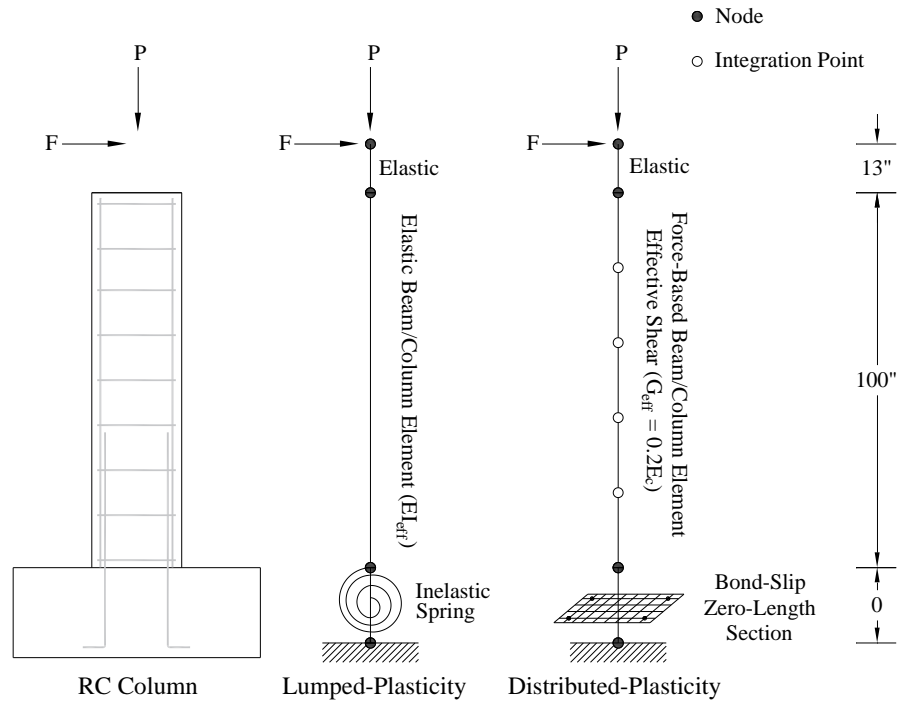 Node
Integration Point
P
F
P
F
Elastic
Elastic Beam/Column Element (EI_eff)
Inelastic
Spring
P
F
Elastic
Force-Based Beam/Column Element
Effective Shear (G_eff = 0.2E_c)
Bond-Slip
Zero-Length
Section
13"
100"
0
RC Column
Lumped-Plasticity
Distributed-Plasticity